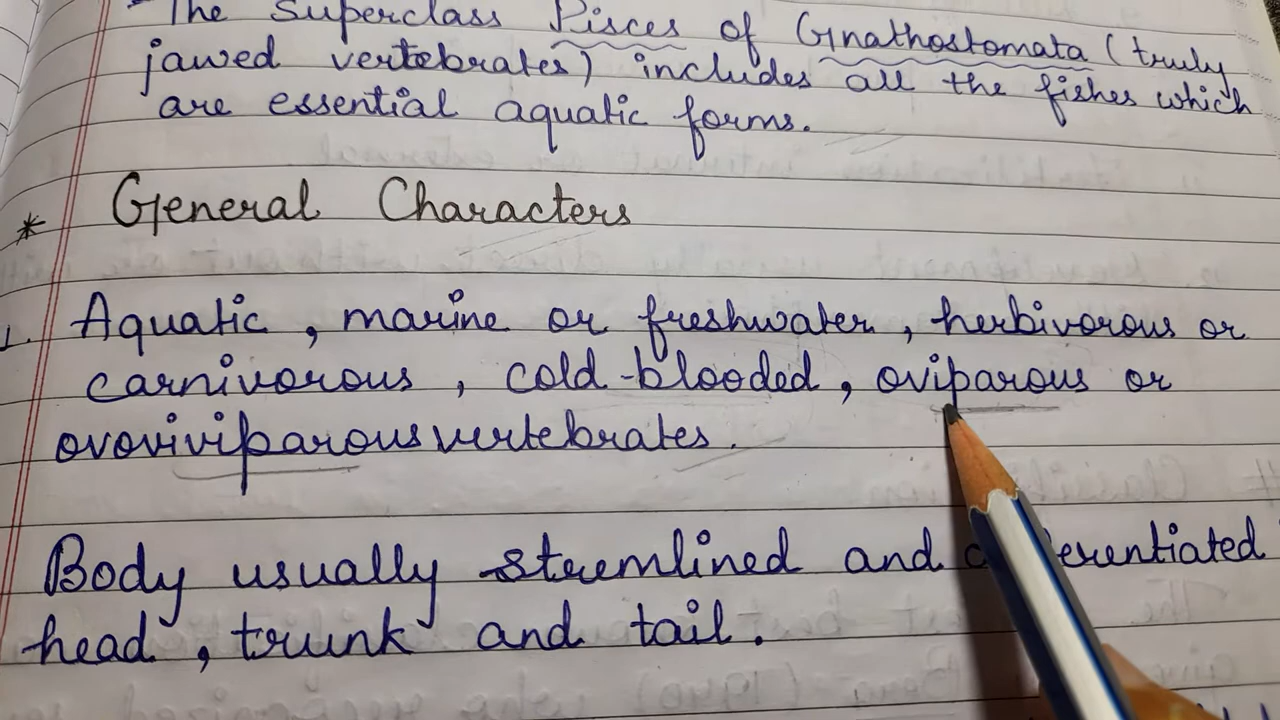 The Superclass Pisces of Gnathostomata (truly
jawed vertebrates) includes all the fishes which
are essential aquatic forms.
* General Characters
1. Aquatic, marine or freshwater, herbivorous or
carnivorous, cold-blooded, oviparous or
ovoviviparous vertebrates.
Body usually stremlined and
head, trunk and tail.